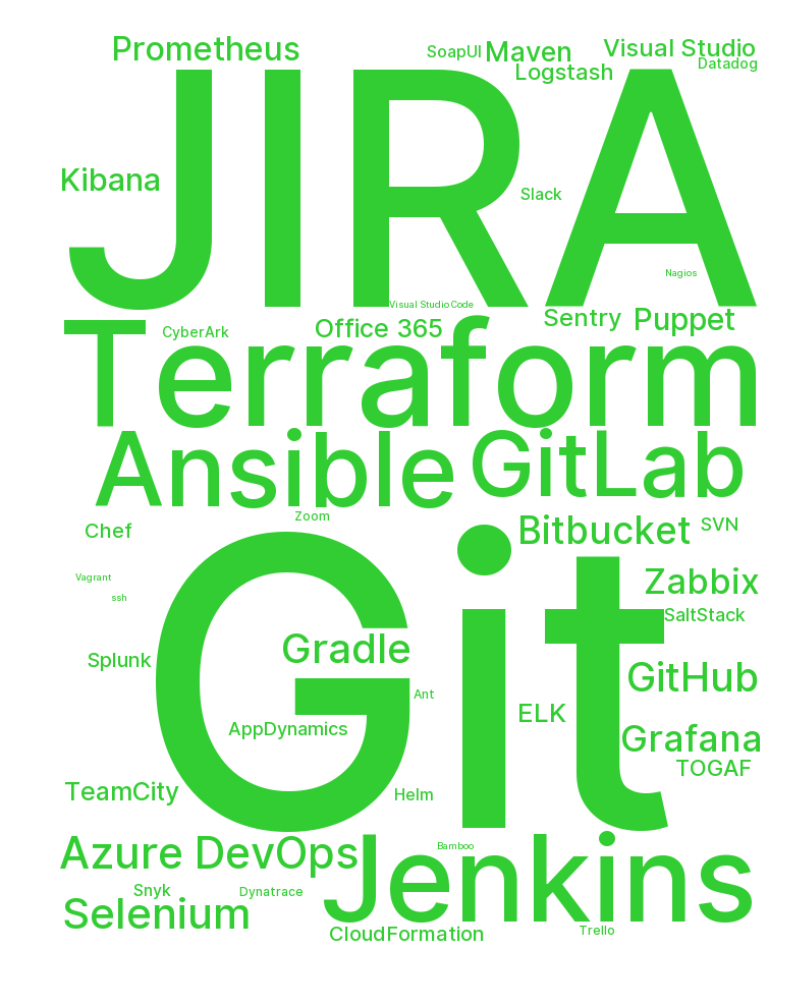 Prometheus
SoapUI
Maven
Visual Studio
Datadog
Logstash
JIRA
Kibana
Slack
Nagios
Visual Studio Code
Sentry
Puppet
CyberArk
Office 365
Terraform
Ansible
GitLab
Zoom
Chef
Bitbucket
SVN
Vagrant
ssh
Zabbix
SaltStack
Git
Gradle
Splunk
GitHub
Ant
ELK
AppDynamics
Grafana
TOGAF
TeamCity
Helm
Azure DevOps
Bamboo
Jenkins
Snyk
Dynatrace
Selenium
CloudFormation
Trello